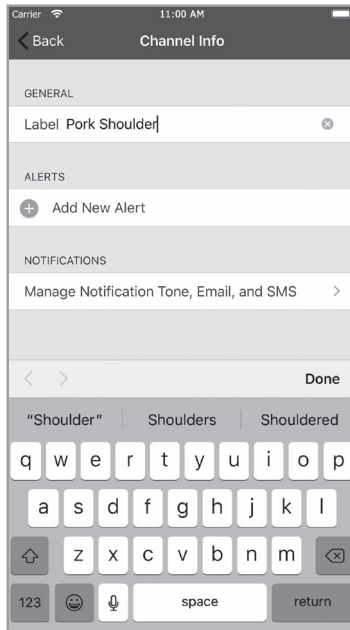 Carrier 11:00 AM
Back Channel Info
GENERAL
Label Pork Shoulder
ALERTS
Add New Alert
NOTIFICATIONS
Manage Notification Tone, Email, and SMS
Done
“Shoulder” Shoulders Shouldered
q w e r t y u i o p
a s d f g h j k l
z x c v b n m
123 space return